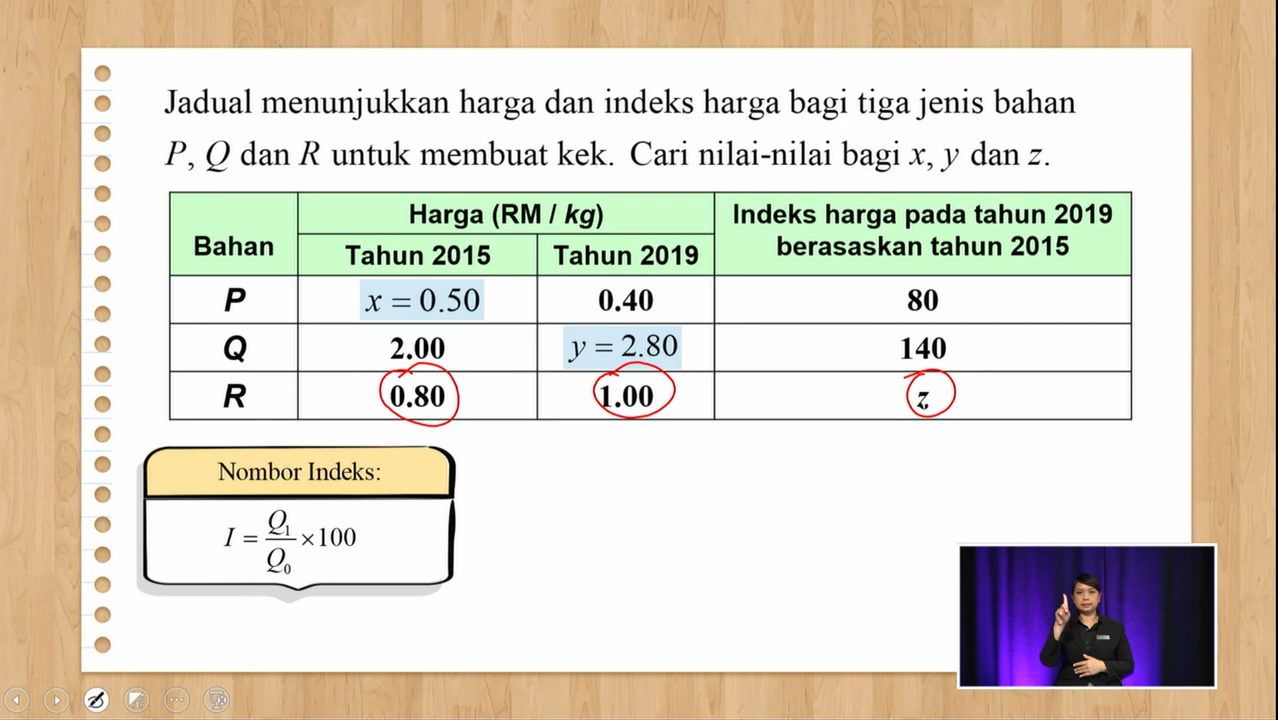 Jadual menunjukkan harga dan indeks harga bagi tiga jenis bahan
P, Q dan R untuk membuat kek. Cari nilai-nilai bagi x, y dan z.
Bahan
Harga (RM / kg)
Indeks harga pada tahun 2019
berasaskan tahun 2015
Tahun 2015
Tahun 2019
P
x = 0.50
0.40
80
Q
2.00
y = 2.80
140
R
0.80
1.00
z
Nombor Indeks:
I = Q₁/Q₀ × 100